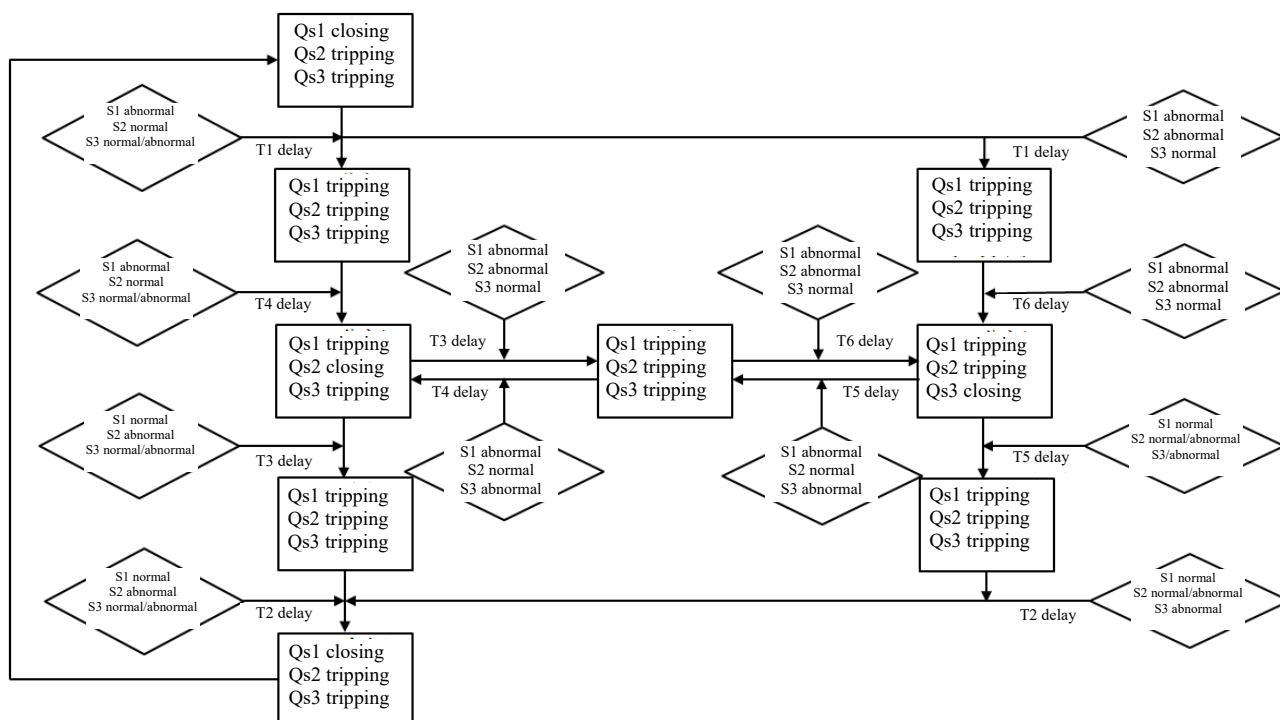 Qs1 closing
Qs2 tripping
Qs3 tripping
S1 abnormal
S2 normal
S3 normal/abnormal
T1 delay
T1 delay
S1 abnormal
S2 abnormal
S3 normal
Qs1 tripping
Qs2 tripping
Qs3 tripping
Qs1 tripping
Qs2 tripping
Qs3 tripping
S1 abnormal
S2 normal
S3 normal/abnormal
T4 delay
S1 abnormal
S2 abnormal
S3 normal
S1 abnormal
S2 abnormal
S3 normal
T6 delay
S1 abnormal
S2 abnormal
S3 normal
Qs1 tripping
Qs2 closing
Qs3 tripping
T3 delay
T4 delay
Qs1 tripping
Qs2 tripping
Qs3 tripping
T6 delay
T5 delay
Qs1 tripping
Qs2 tripping
Qs3 closing
S1 normal
S2 abnormal
S3 normal/abnormal
T3 delay
S1 abnormal
S2 normal
S3 abnormal
S1 abnormal
S2 normal
S3 abnormal
T5 delay
S1 normal
S2 normal/abnormal
S3/abnormal
Qs1 tripping
Qs2 tripping
Qs3 tripping
Qs1 tripping
Qs2 tripping
Qs3 tripping
S1 normal
S2 abnormal
S3 normal/abnormal
T2 delay
T2 delay
S1 normal
S2 normal/abnormal
S3 abnormal
Qs1 closing
Qs2 tripping
Qs3 tripping